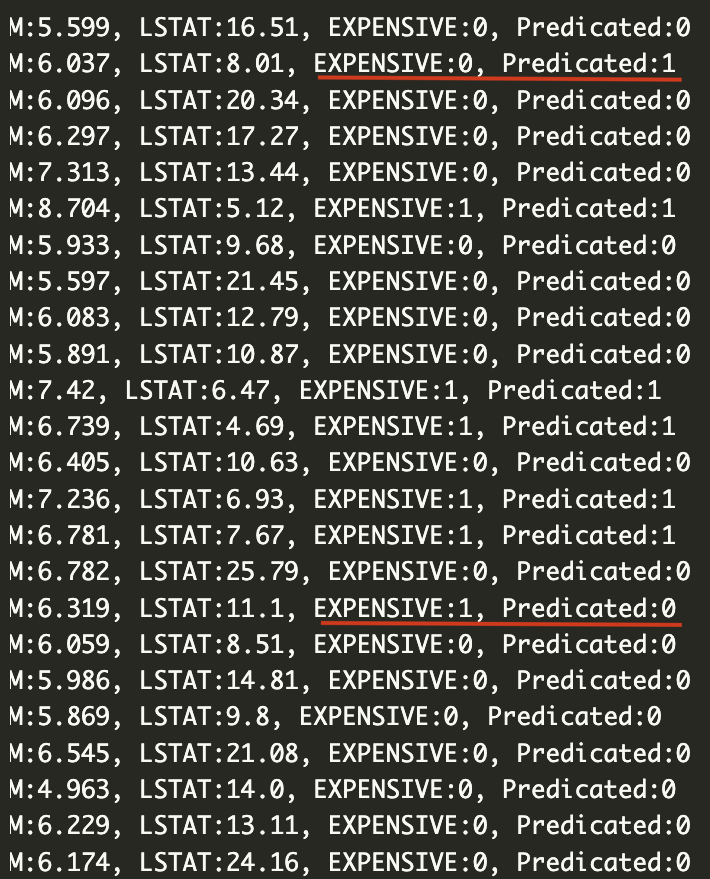 M:5.599, LSTAT:16.51, EXPENSIVE:0, Predicated:0
M:6.037, LSTAT:8.01, EXPENSIVE:0, Predicated:1
M:6.096, LSTAT:20.34, EXPENSIVE:0, Predicated:0
M:6.297, LSTAT:17.27, EXPENSIVE:0, Predicated:0
M:7.313, LSTAT:13.44, EXPENSIVE:0, Predicated:0
M:8.704, LSTAT:5.12, EXPENSIVE:1, Predicated:1
M:5.933, LSTAT:9.68, EXPENSIVE:0, Predicated:0
M:5.597, LSTAT:21.45, EXPENSIVE:0, Predicated:0
M:6.083, LSTAT:12.79, EXPENSIVE:0, Predicated:0
M:5.891, LSTAT:10.87, EXPENSIVE:0, Predicated:0
M:7.42, LSTAT:6.47, EXPENSIVE:1, Predicated:1
M:6.739, LSTAT:4.69, EXPENSIVE:1, Predicated:1
M:6.405, LSTAT:10.63, EXPENSIVE:0, Predicated:0
M:7.236, LSTAT:6.93, EXPENSIVE:1, Predicated:1
M:6.781, LSTAT:7.67, EXPENSIVE:1, Predicated:1
M:6.782, LSTAT:25.79, EXPENSIVE:0, Predicated:0
M:6.319, LSTAT:11.1, EXPENSIVE:1, Predicated:0
M:6.059, LSTAT:8.51, EXPENSIVE:0, Predicated:0
M:5.986, LSTAT:14.81, EXPENSIVE:0, Predicated:0
M:5.869, LSTAT:9.8, EXPENSIVE:0, Predicated:0
M:6.545, LSTAT:21.08, EXPENSIVE:0, Predicated:0
M:4.963, LSTAT:14.0, EXPENSIVE:0, Predicated:0
M:6.229, LSTAT:13.11, EXPENSIVE:0, Predicated:0
M:6.174, LSTAT:24.16, EXPENSIVE:0, Predicated:0